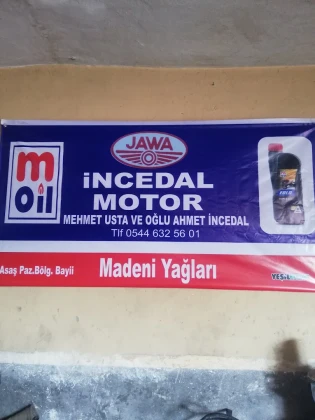 JAWA
m
oil
İNCEDAL
MOTOR
MEHMET USTA VE OĞLU AHMET İNCEDAL
Tlf 0544 632 56 01
Asaş Paz.Bölg. Bayii
Madeni Yağları